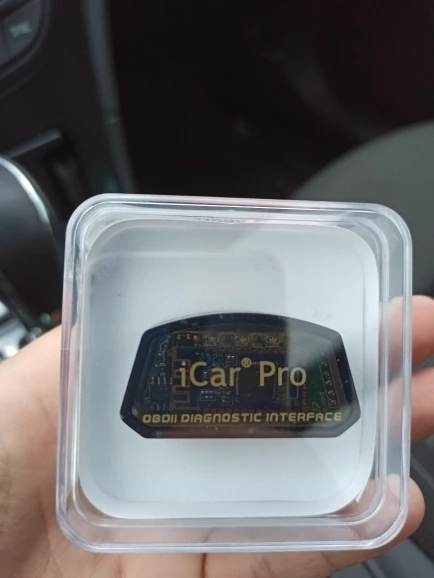 iCar® Pro
OBDII DIAGNOSTIC INTERFACE